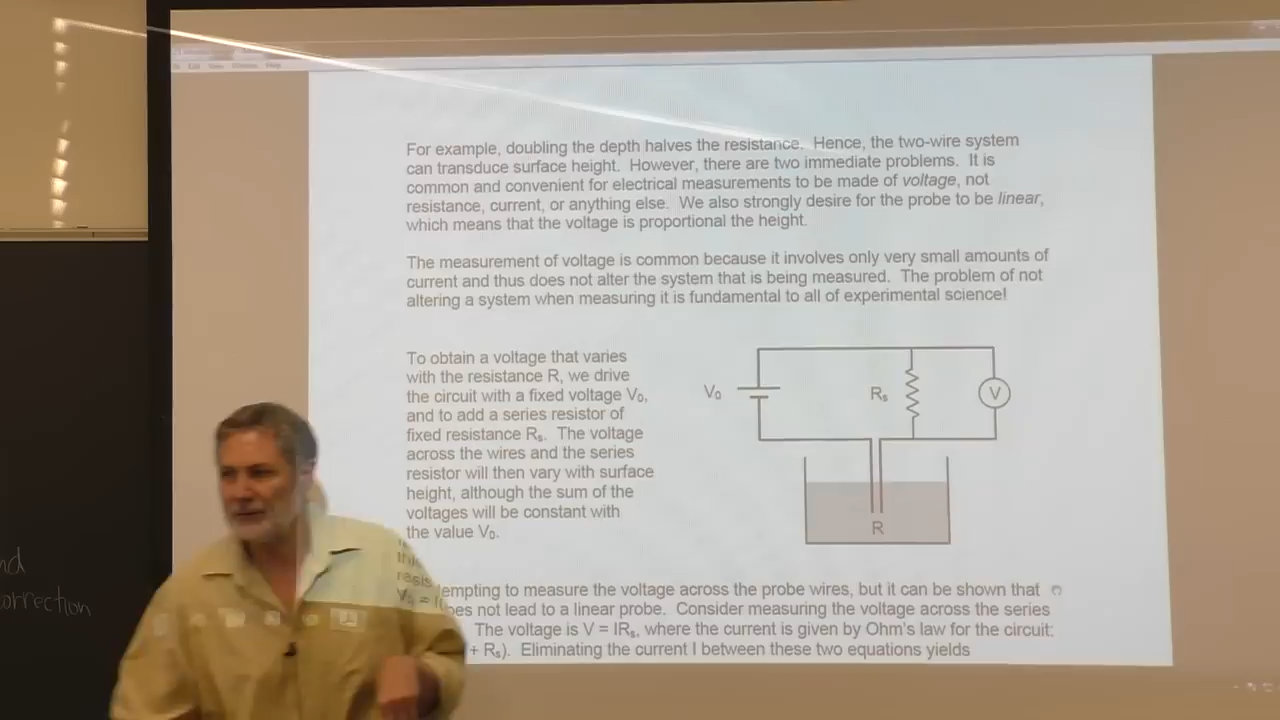 For example, doubling the depth halves the resistance. Hence, the two-wire system
can transduce surface height. However, there are two immediate problems. It is
common and convenient for electrical measurements to be made of voltage, not
resistance, current, or anything else. We also strongly desire for the probe to be linear,
which means that the voltage is proportional the height.
The measurement of voltage is common because it involves only very small amounts of
current and thus does not alter the system that is being measured. The problem of not
altering a system when measuring it is fundamental to all of experimental science!
To obtain a voltage that varies
with the resistance R, we drive
the circuit with a fixed voltage V₀,
and to add a series resistor of
fixed resistance Rₛ. The voltage
across the wires and the series
resistor will then vary with surface
height, although the sum of the
voltages will be constant with
the value V₀.
V₀
Rₛ
V
R
empting to measure the voltage across the probe wires, but it can be shown that
oes not lead to a linear probe. Consider measuring the voltage across the series
resis The voltage is V = IRₛ, where the current is given by Ohm's law for the circuit:
V₀ = I( + Rₛ). Eliminating the current I between these two equations yields
nd
orrection